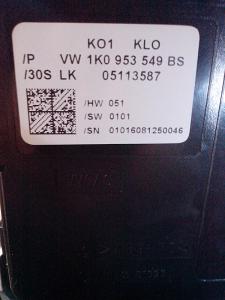 KO1 KLO
/P VW 1K0 953 549 BS
/30S LK 05113587
/HW 051
/SW 0101
/SN 01016081250046